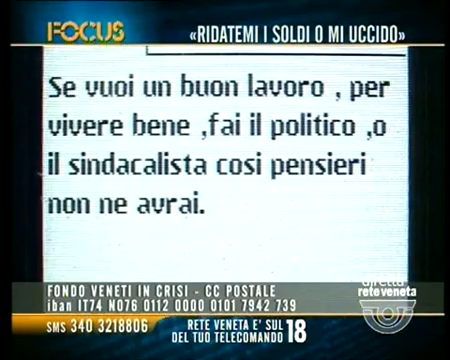 FOCUS
«RIDATEMI I SOLDI O MI UCCIDO»
Se vuoi un buon lavoro , per
vivere bene ,fai il politico ,o
il sindacalista cosi pensieri
non ne avrai.
FONDO VENETI IN CRISI - CC POSTALE
iban IT74 N076 0112 0000 0101 7942 739
diretta
reteveneta
SMS 340 3218806
RETE VENETA E' SUL
DEL TUO TELECOMANDO 18